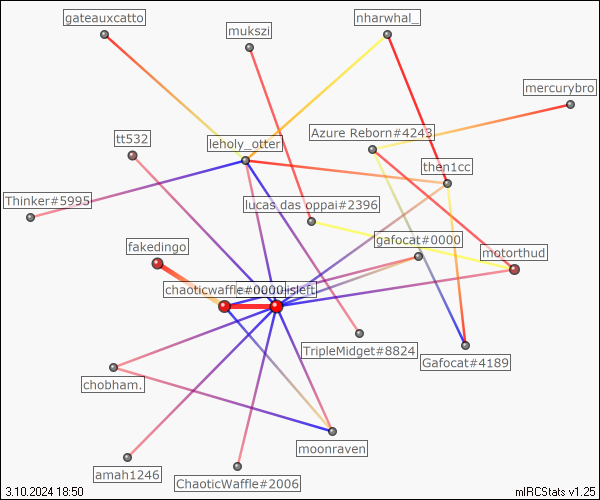 gateauxcatto
nharwhal_
mukszi
mercurybro
Azure Reborn#4243
tt532
leholy_otter
then1cc
Thinker#5995
lucas das oppai#2396
gafocat#0000
fakedingo
motorthud
chaoticwaffle#0000
TripleMidget#8824
Gafocat#4189
chobham.
moonraven
amah1246
ChaoticWaffle#2006
3.10.2024 18:50
mIRCStats v1.25